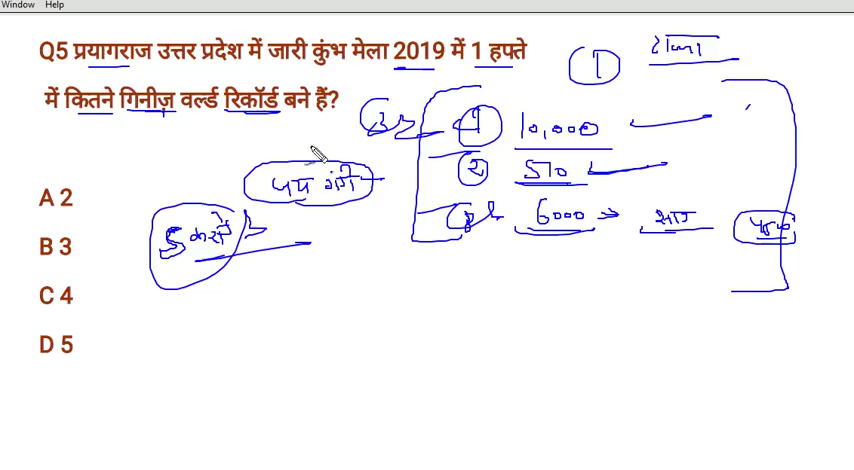 Window Help
Q5 प्रयागराज उत्तर प्रदेश में जारी कुंभ मेला 2019 में 1 हफ्ते
में कितने गिनीज़ वर्ल्ड रिकॉर्ड बने हैं?
1
3
1 10,000
2 510
जय गंगे
6000
5 करोड़
A 2
B 3
C 4
D 5